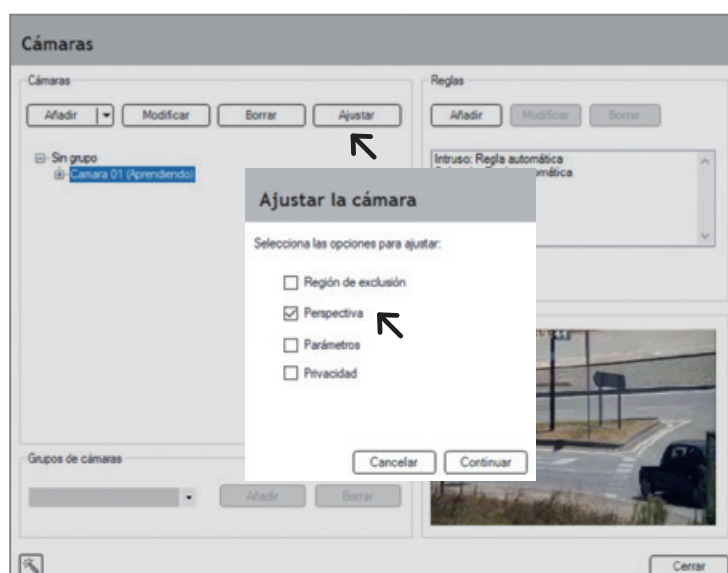 Cámaras
Cámaras
Añadir
Modificar
Borrar
Ajustar
Sin grupo
Camara 01 (Aprendiendo)
Reglas
Añadir
Modificar
Borrar
Intruso: Regla automática
Ajustar la cámara
Selecciona las opciones para ajustar:
Región de exclusión
Perspectiva
Parámetros
Privacidad
Cancelar
Continuar
Grupos de cámaras
Añadir
Borrar
Cerrar